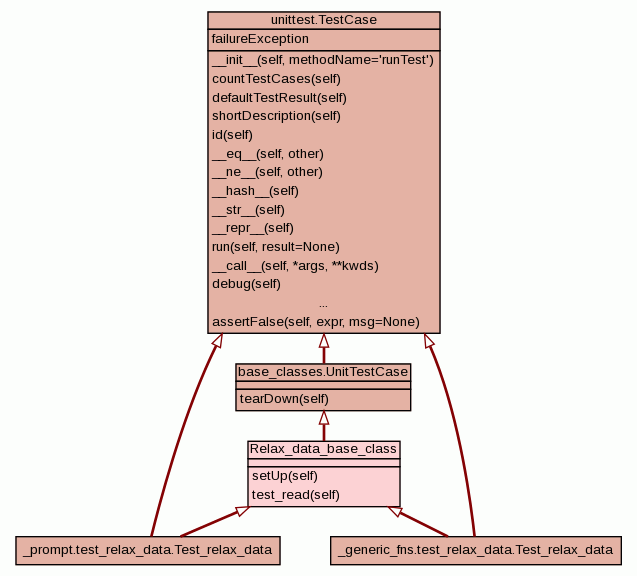 unittest.TestCase
failureException
__init__(self, methodName='runTest')
countTestCases(self)
defaultTestResult(self)
shortDescription(self)
id(self)
__eq__(self, other)
__ne__(self, other)
__hash__(self)
__str__(self)
__repr__(self)
run(self, result=None)
__call__(self, *args, **kwds)
debug(self)
...
assertFalse(self, expr, msg=None)
base_classes.UnitTestCase
tearDown(self)
Relax_data_base_class
setUp(self)
test_read(self)
_prompt.test_relax_data.Test_relax_data
_generic_fns.test_relax_data.Test_relax_data